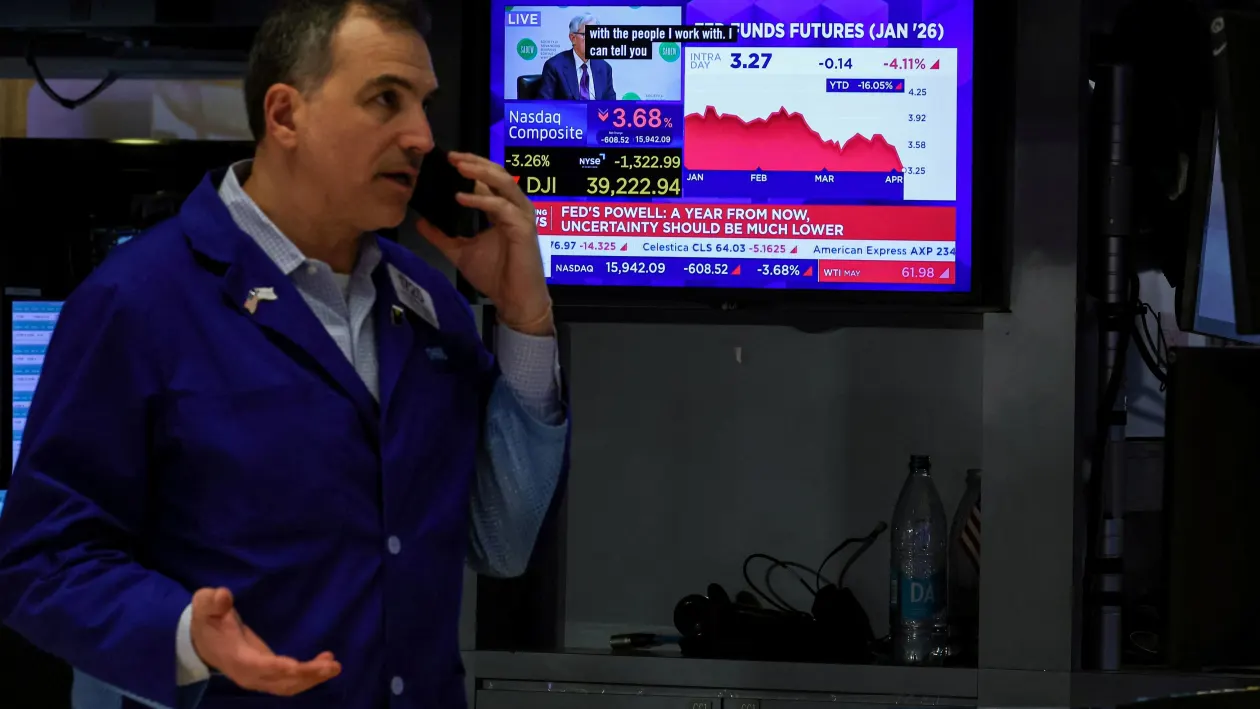 LIVE
with the people I work with. I
can tell you
FED FUNDS FUTURES (JAN '26)
INTRA
DAY
3.27
-0.14
-4.11%
YTD -16.05%
4.25
3.92
3.58
3.25
JAN
FEB
MAR
APR
Nasdaq
Composite
3.68%
-608.52 15,942.09
-3.26%
NYSE
-1,322.99
DJI
39,222.94
FED'S POWELL: A YEAR FROM NOW,
UNCERTAINTY SHOULD BE MUCH LOWER
76.97 -14.325 Celestica CLS 64.03 -5.1625 American Express AXP 234
NASDAQ 15,942.09 -608.52 -3.68% WTI MAY 61.98
DA